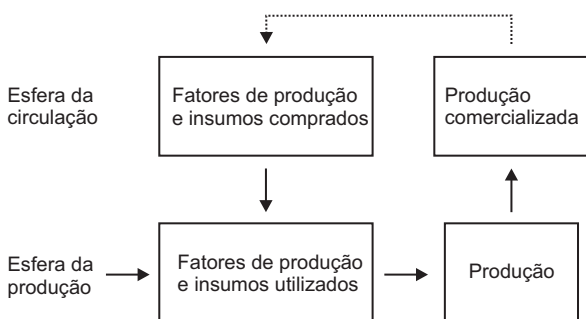 Esfera da
circulação
Fatores de produção
e insumos comprados
Produção
comercializada
Esfera da
produção
Fatores de produção
e insumos utilizados
Produção